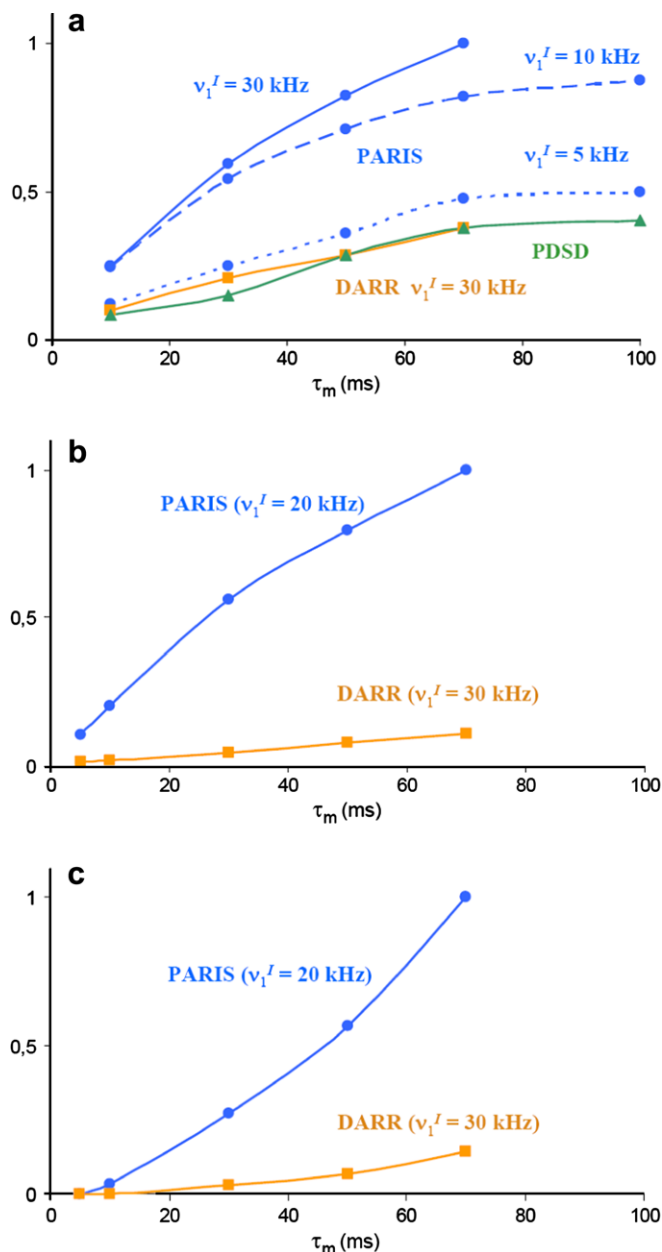 a
1
ν₁ᴵ = 30 kHz
ν₁ᴵ = 10 kHz
PARIS
ν₁ᴵ = 5 kHz
0,5
PDSD
DARR ν₁ᴵ = 30 kHz
0
0 20 40 60 80 100
τₘ (ms)
b
1
PARIS (ν₁ᴵ = 20 kHz)
0,5
DARR (ν₁ᴵ = 30 kHz)
0
0 20 40 60 80 100
τₘ (ms)
c
1
PARIS (ν₁ᴵ = 20 kHz)
0,5
DARR (ν₁ᴵ = 30 kHz)
0
0 20 40 60 80 100
τₘ (ms)